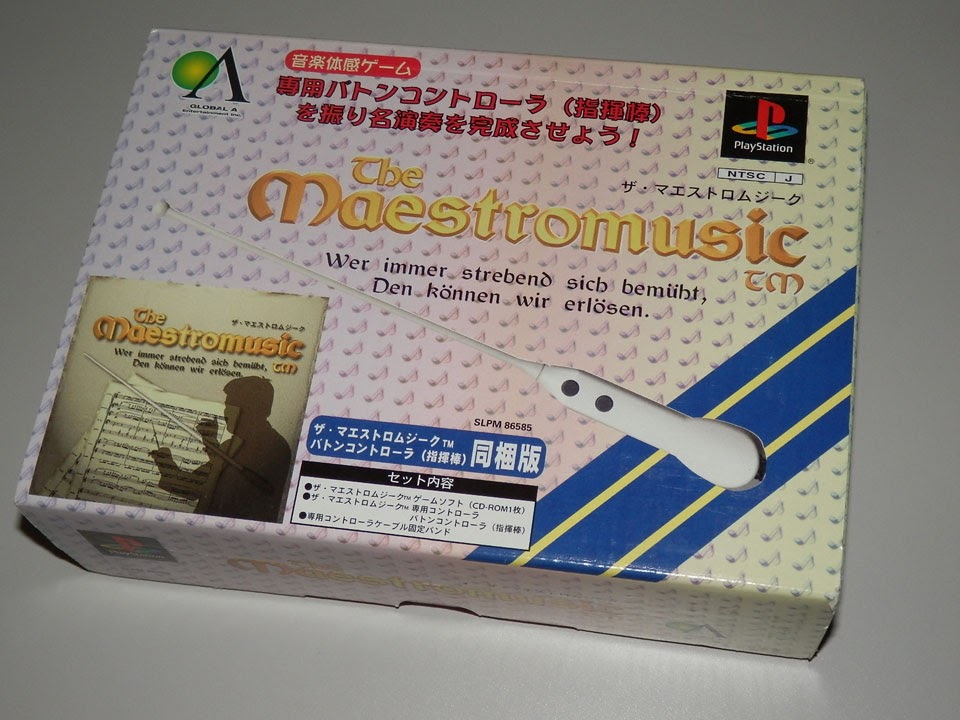 GLOBAL A
Entertainment Inc.
音楽体感ゲーム
専用バトンコントローラ（指揮棒）
を振り名演奏を完成させよう！
PlayStation
®
NTSC J
ザ・マエストロムジーク
The
Maestromusic
TM
Wer immer strebend sich bemüht,
Den können wir erlösen.
The
ザ・マエストロムジーク
Maestromusic
TM
Wer immer strebend sich bemüht,
Den können wir erlösen.
SLPM 86585
ザ・マエストロムジーク™
バトンコントローラ（指揮棒）同梱版
セット内容
●ザ・マエストロムジーク™ ゲームソフト（CD-ROM1枚）
●ザ・マエストロムジーク™ 専用コントローラ
バトンコントローラ（指揮棒）
●専用コントローラケーブル固定バンド
PlayStation
The Maestromusic